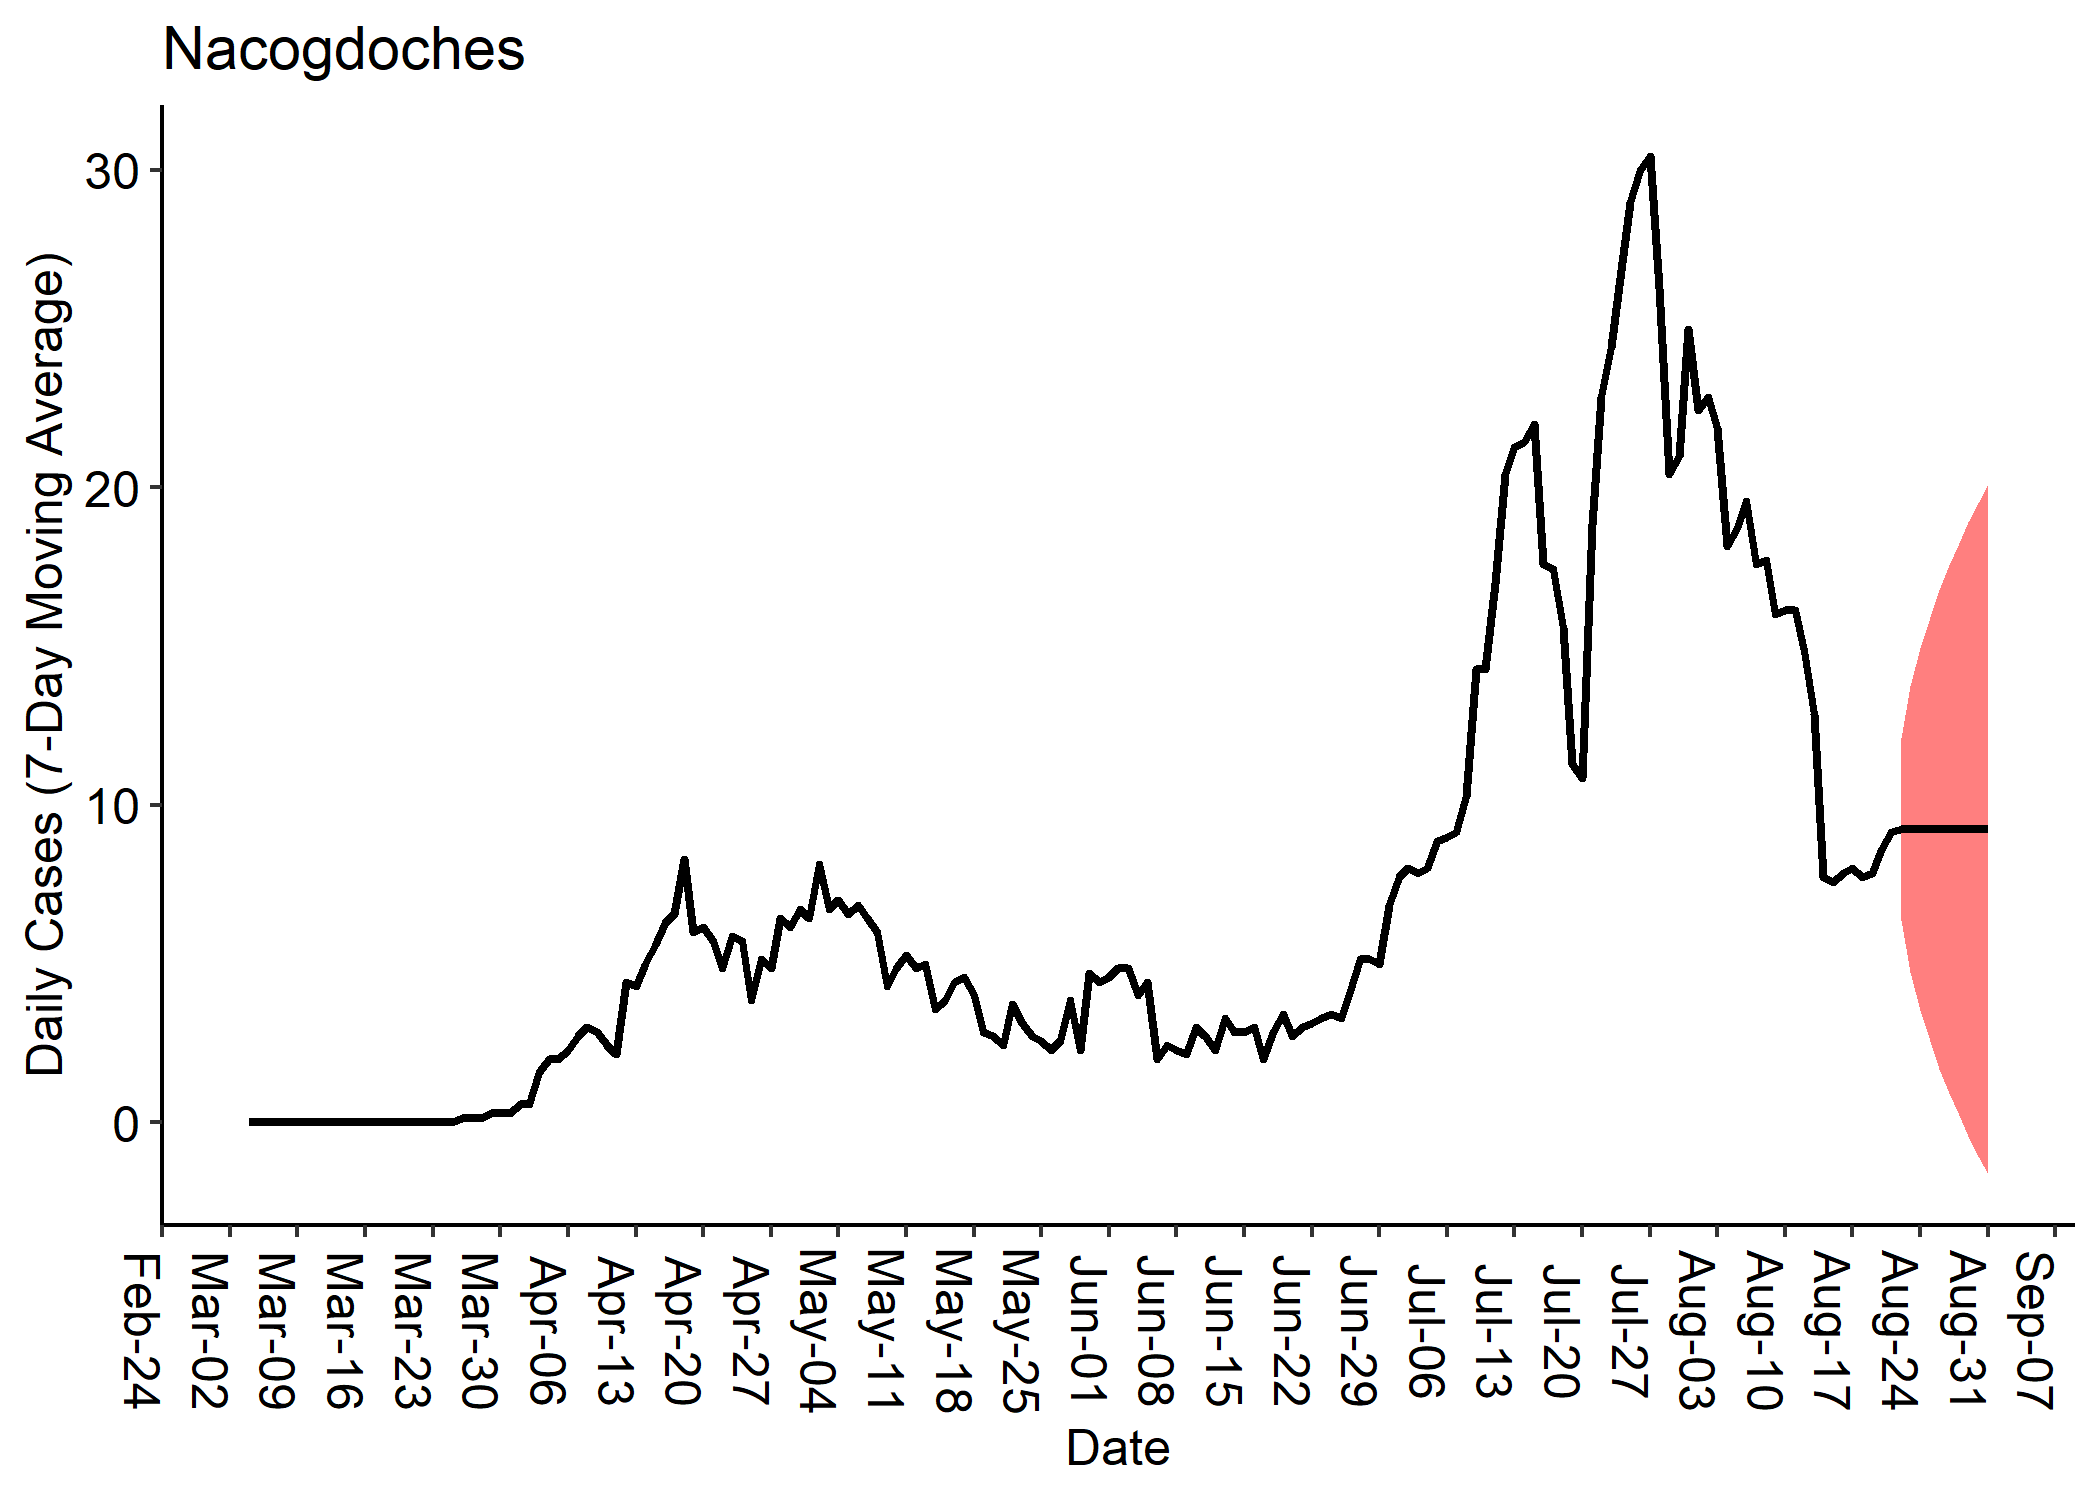 Nacogdoches
Daily Cases (7-Day Moving Average)
30
20
10
0
Feb-24
Mar-02
Mar-09
Mar-16
Mar-23
Mar-30
Apr-06
Apr-13
Apr-20
Apr-27
May-04
May-11
May-18
May-25
Jun-01
Jun-08
Jun-15
Jun-22
Jun-29
Jul-06
Jul-13
Jul-20
Jul-27
Aug-03
Aug-10
Aug-17
Aug-24
Aug-31
Sep-07
Date